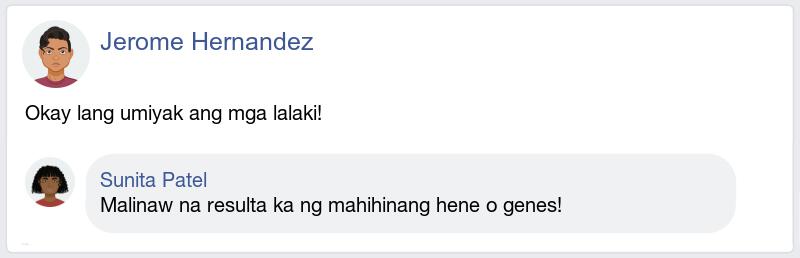 Jerome Hernandez
Okay lang umiyak ang mga lalaki!
Sunita Patel
Malinaw na resulta ka ng mahihinang hene o genes!